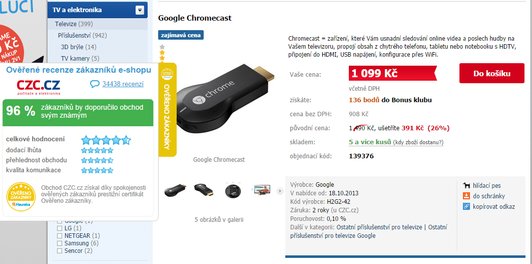 LUCI
TV a elektronika
Televize (399)
Příslušenství (942)
3D brýle (14)
TV kamery (5)
Ověřené recenze zákazníků e-shopu
CZC.CZ
počítače a elektronika
34438 recenzí
96 % zákazníků by doporučilo obchod
svým známým
celkové hodnocení
dodací lhůta
přehlednost obchodu
kvalita komunikace
Obchod CZC.cz získal díky spokojenosti
ověřených zákazníků prestižní certifikát
Ověřeno zákazníky.
Google
LG (1)
NETGEAR (1)
Samsung (6)
Sencor (2)
Google Chromecast
zajímavá cena
OVĚŘENO ZÁKAZNÍKY
chrome
Google Chromecast
5 obrázků v galerii
Chromecast = zařízení, které Vám usnadní sledování online videa a poslech hudby na
Vašem televizoru, propojí obsah z chytrého telefonu, tabletu nebo notebooku s HDTV,
připojení do HDMI, USB napájení, konfigurace přes WiFi.
Vaše cena: 1 099 Kč Do košíku
včetně DPH
získáte: 136 bodů do Bonus klubu
cena bez DPH: 908 Kč
původní cena: 1 490 Kč, ušetříte 391 Kč (26%)
skladem: 5 a více kusů (kdy zboží dostanu?)
objednací kód: 139376
Výrobce: Google
V nabídce od: 18.10.2013
Kód výrobce: H2G2-42
Záruka: 2 roky (u CZC.cz)
Poruchovost: 0,10 %
Další v kategorii: Ostatní příslušenství pro televize | Ostatní
příslušenství pro televize Google
hlídací pes
do schránky
kopírovat odkaz